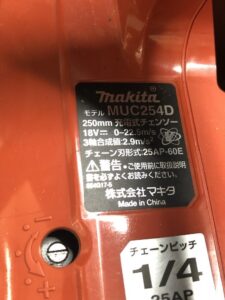 makita
モデル MUC254D
250mm 充電式チェンソー
18V⎓ 0-22.5m/s
3軸合成値:2.9m/s²
チェーン刃形式:25AP-60E
⚠警告 ・ご使用前に取扱説明
書を必ずよくお読みください。
株式会社マキタ
Made in China
チェーンピッチ
1/4
25AP